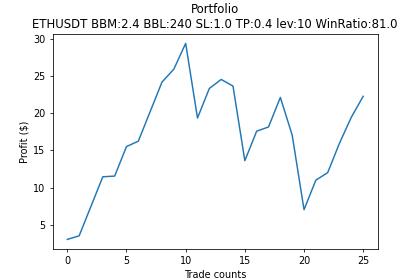 Portfolio
ETHUSDT BBM:2.4 BBL:240 SL:1.0 TP:0.4 lev:10 WinRatio:81.0
30
25
20
15
10
5
Profit ($)
0 5 10 15 20 25
Trade counts